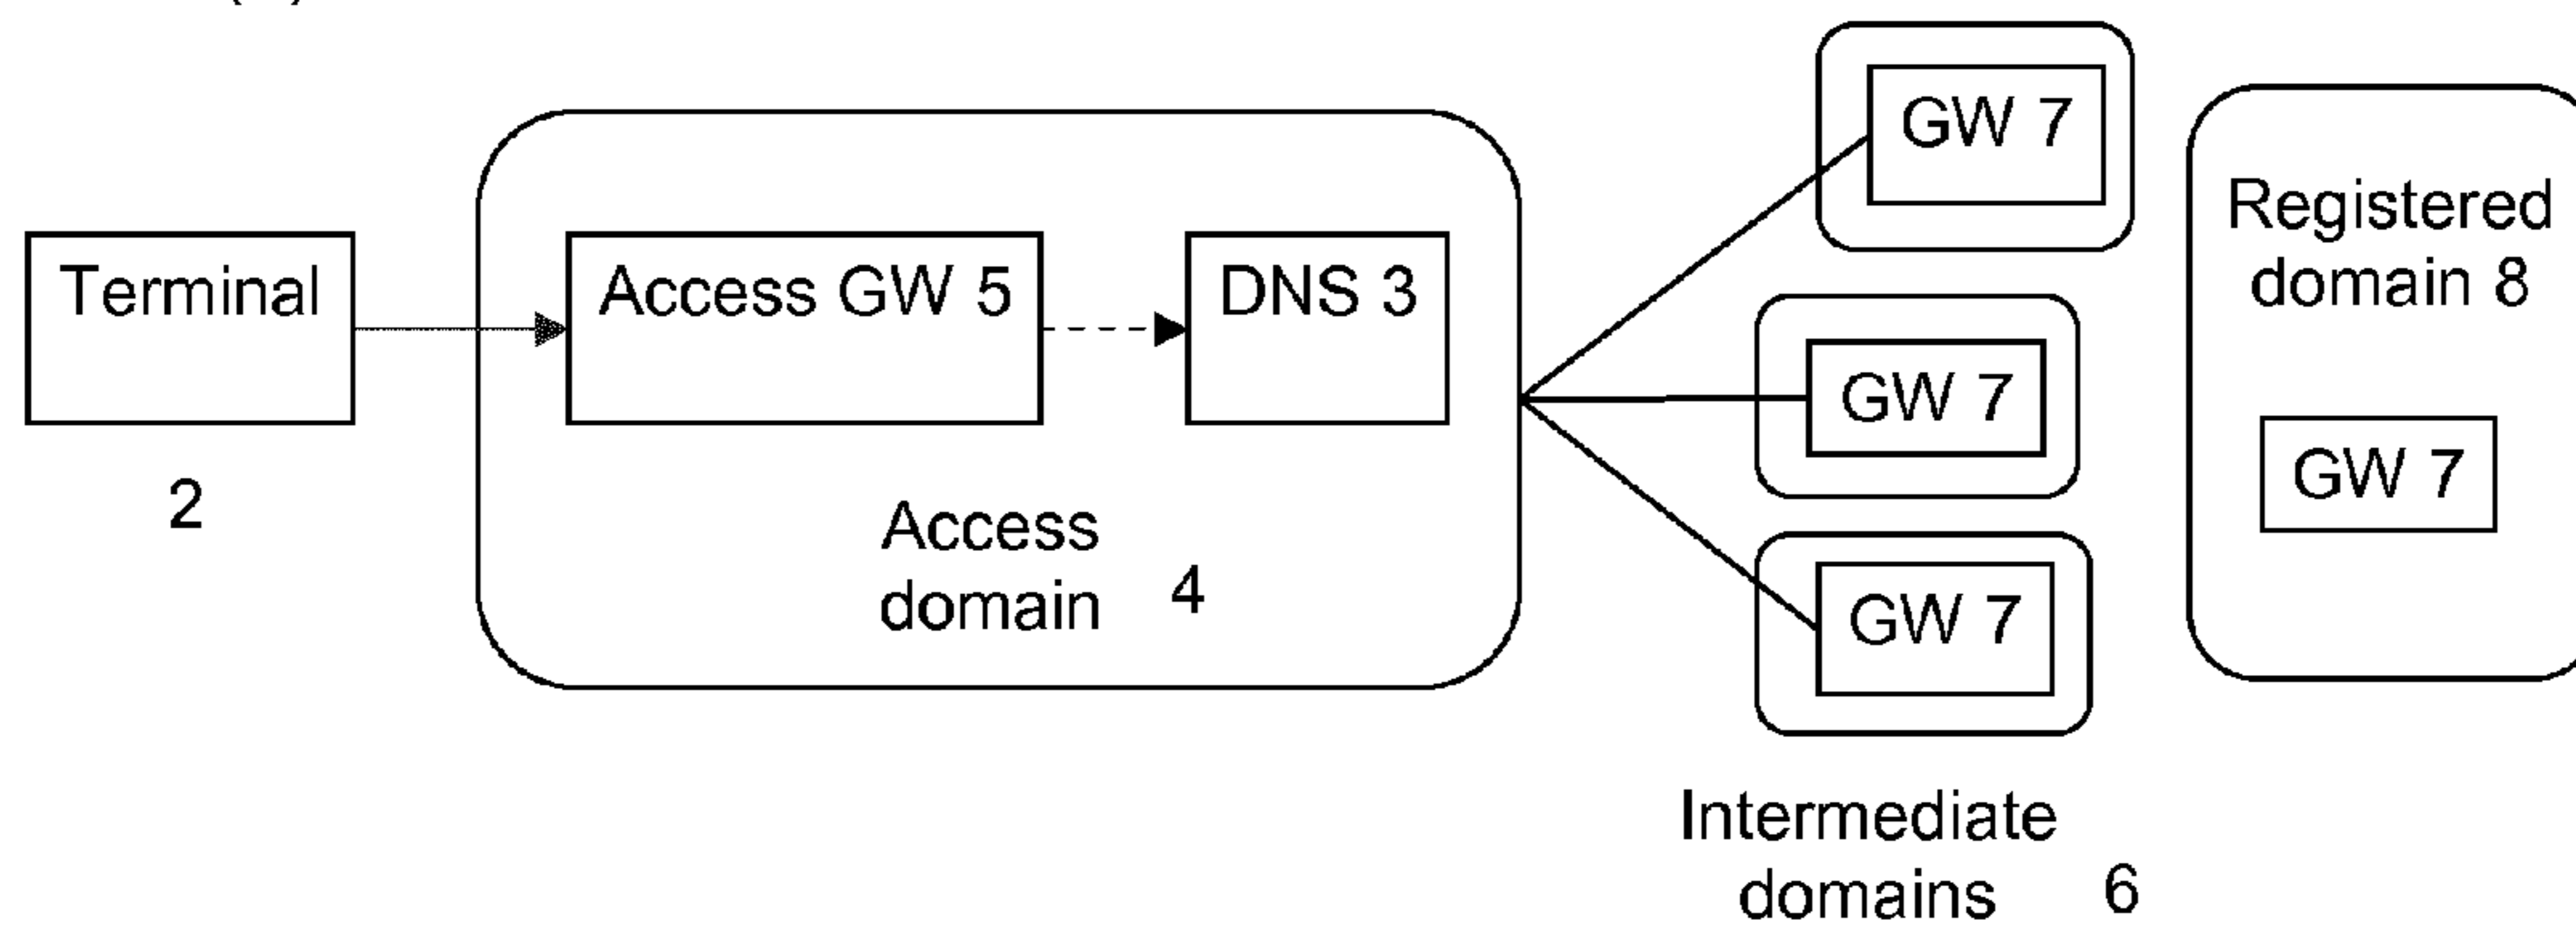 Terminal
2
Access GW 5
DNS 3
Access
domain 4
GW 7
GW 7
GW 7
Intermediate
domains 6
Registered
domain 8
GW 7